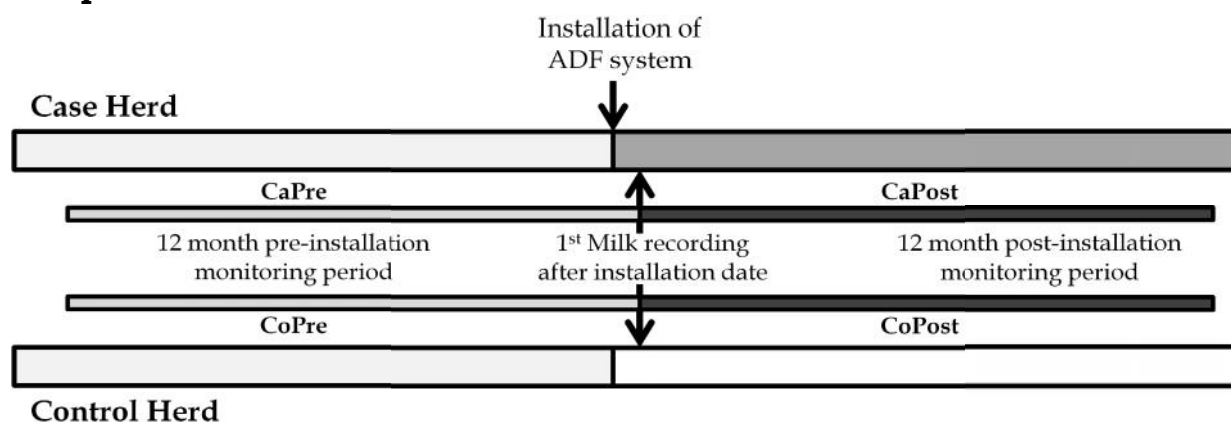 Installation of
ADF system
Case Herd
CaPre CaPost
12 month pre-installation 1st Milk recording 12 month post-installation
monitoring period after installation date monitoring period
CoPre CoPost
Control Herd